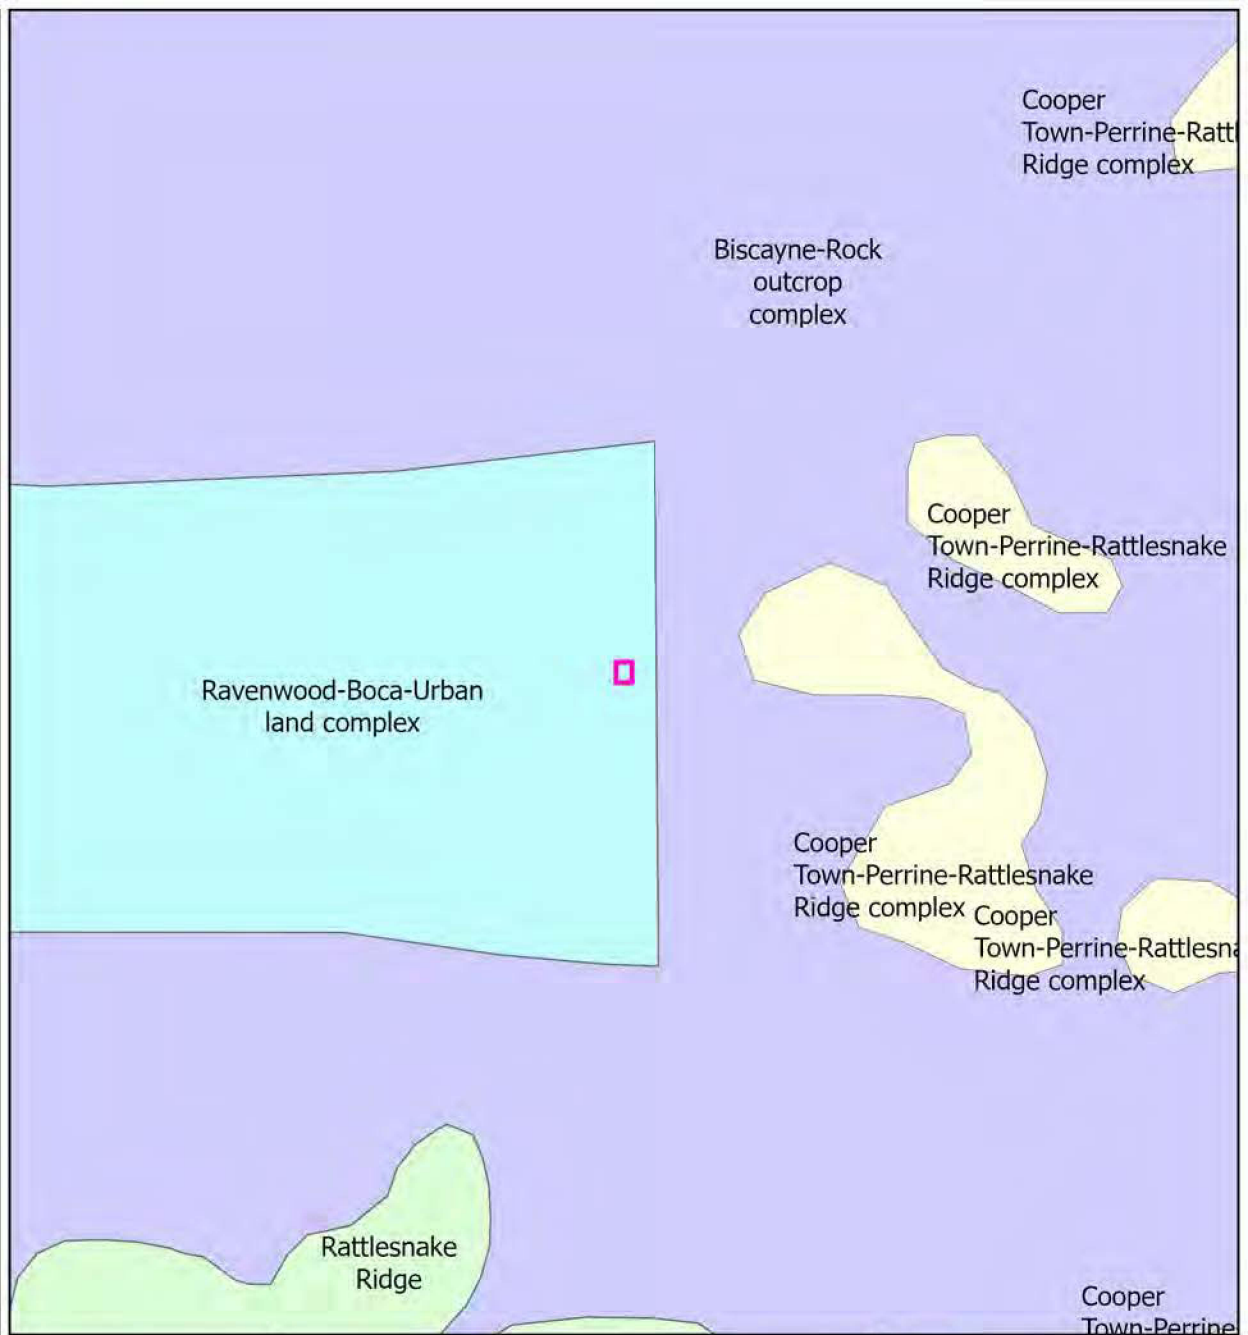 Cooper
Town-Perrine-Rattl
Ridge complex
Biscayne-Rock
outcrop
complex
Cooper
Town-Perrine-Rattlesnake
Ridge complex
Ravenwood-Boca-Urban
land complex
Cooper
Town-Perrine-Rattlesnake
Ridge complex
Cooper
Town-Perrine-Rattlesna
Ridge complex
Rattlesnake
Ridge
Cooper
Town-Perrine